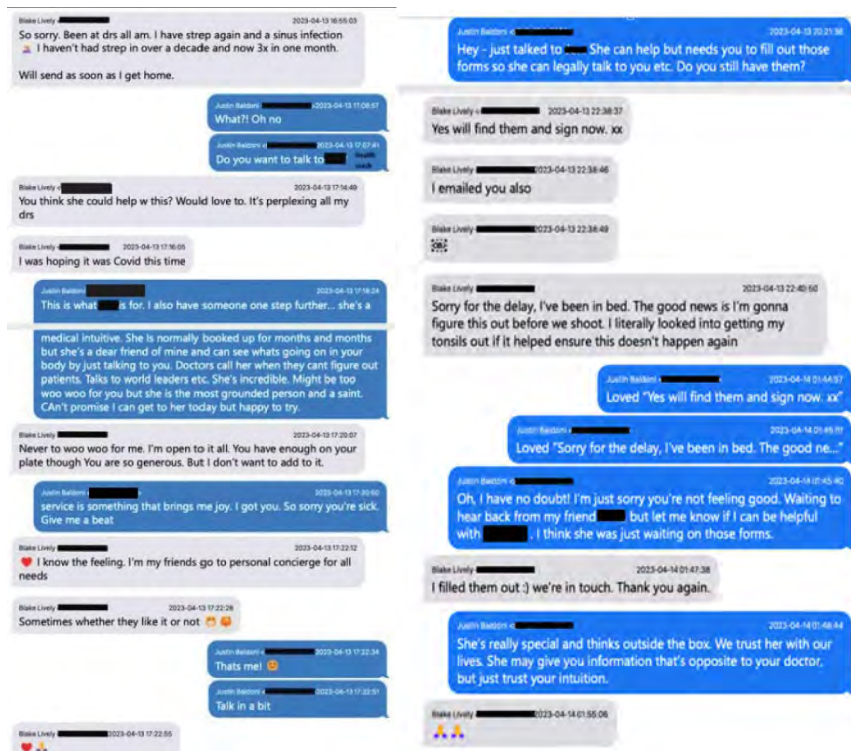 Blake Lively < 2023-04-13 16:55:03
So sorry. Been at drs all am. I have strep again and a sinus infection
🤦🏼‍♀️ I haven't had strep in over a decade and now 3x in one month.
Will send as soon as I get home.
Justin Baldoni 2023-04-13 17:06:57
What?! Oh no
Justin Baldoni < 2023-04-13 17:07:41
Do you want to talk to health coach
Blake Lively < 2023-04-13 17:14:49
You think she could help w this? Would love to. It's perplexing all my
drs
Blake Lively < 2023-04-13 17:16:05
I was hoping it was Covid this time
Justin Baldoni 2023-04-13 17:18:24
This is what is for. I also have someone one step further... she's a
medical intuitive. She Is normally booked up for months and months
but she's a dear friend of mine and can see whats going on in your
body by just talking to you. Doctors call her when they cant figure out
patients. Talks to world leaders etc. She's incredible. Might be too
woo woo for you but she is the most grounded person and a saint.
CAn't promise I can get to her today but happy to try.
Blake Lively < 2023-04-13 17:20:07
Never to woo woo for me. I'm open to it all. You have enough on your
plate though You are so generous. But I don't want to add to it.
Justin Baldoni < 2023-04-13 17:20:50
service is something that brings me joy. I got you. So sorry you're sick.
Give me a beat
Blake Lively < 2023-04-13 17:22:12
❤️ I know the feeling. I'm my friends go to personal concierge for all
needs
Blake Lively < 2023-04-13 17:22:28
Sometimes whether they like it or not
Justin Baldoni < 2023-04-13 17:22:34
Thats me!
Justin Baldoni < 2023-04-13 17:22:51
Talk in a bit
Blake Lively 2023-04-13 17:22:55
Justin Baldoni 2023-04-13 20:21:36
Hey - just talked to She can help but needs you to fill out those
forms so she can legally talk to you etc. Do you still have them?
Blake Lively < 2023-04-13 22:38:37
Yes will find them and sign now. xx
Blake Lively < 2023-04-13 22:38:46
I emailed you also
Blake Lively < 2023-04-13 22:38:49
Blake Lively < 2023-04-13 22:40:50
Sorry for the delay, I've been in bed. The good news is I'm gonna
figure this out before we shoot. I literally looked into getting my
tonsils out if it helped ensure this doesn't happen again
Justin Baldoni < 2023-04-14 01:44:57
Loved "Yes will find them and sign now. xx"
Justin Baldoni < 2023-04-14 01:45:01
Loved "Sorry for the delay, I've been in bed. The good ne..."
Justin Baldoni < 2023-04-14 01:45:40
Oh, I have no doubt! I'm just sorry you're not feeling good. Waiting to
hear back from my friend but let me know if I can be helpful
with . I think she was just waiting on those forms.
Blake Lively < 2023-04-14 01:47:38
I filled them out :) we're in touch. Thank you again.
Justin Baldoni < 2023-04-14 01:48:44
She's really special and thinks outside the box. We trust her with our
lives. She may give you information that's opposite to your doctor,
but just trust your intuition.
Blake Lively < 2023-04-14 01:55:06